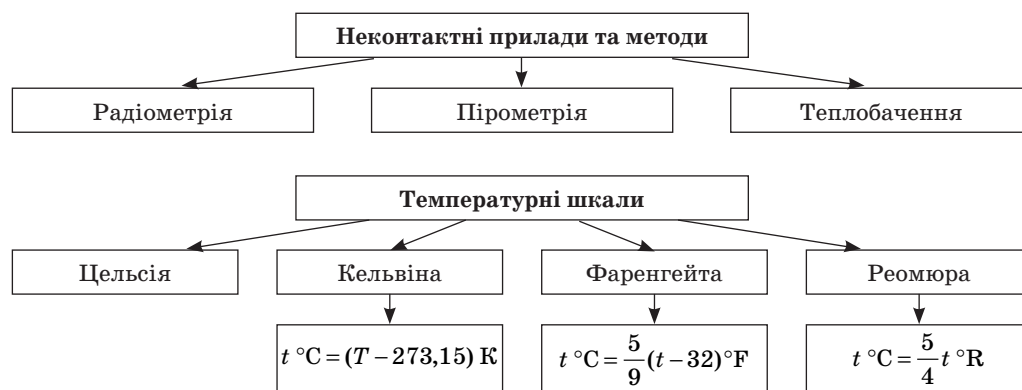 Неконтактні прилади та методи
Радіометрія
Пірометрія
Теплобачення
Температурні шкали
Цельсія
Кельвіна
Фаренгейта
Реомюра
t °C = (T – 273,15) K
t °C = 5/9 (t – 32) °F
t °C = 5/4 t °R